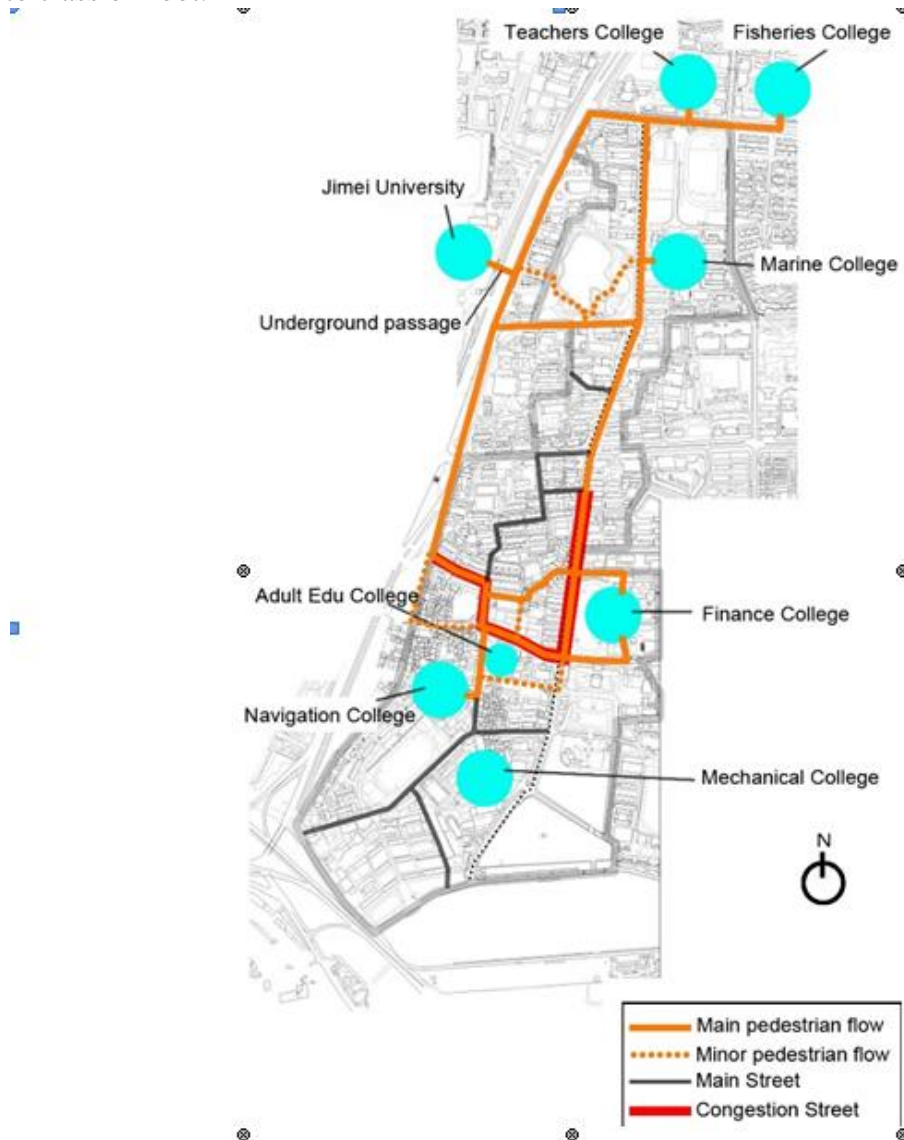 Teachers College
Fisheries College
Jimei University
Marine College
Underground passage
Adult Edu College
Finance College
Navigation College
Mechanical College
N
Main pedestrian flow
Minor pedestrian flow
Main Street
Congestion Street